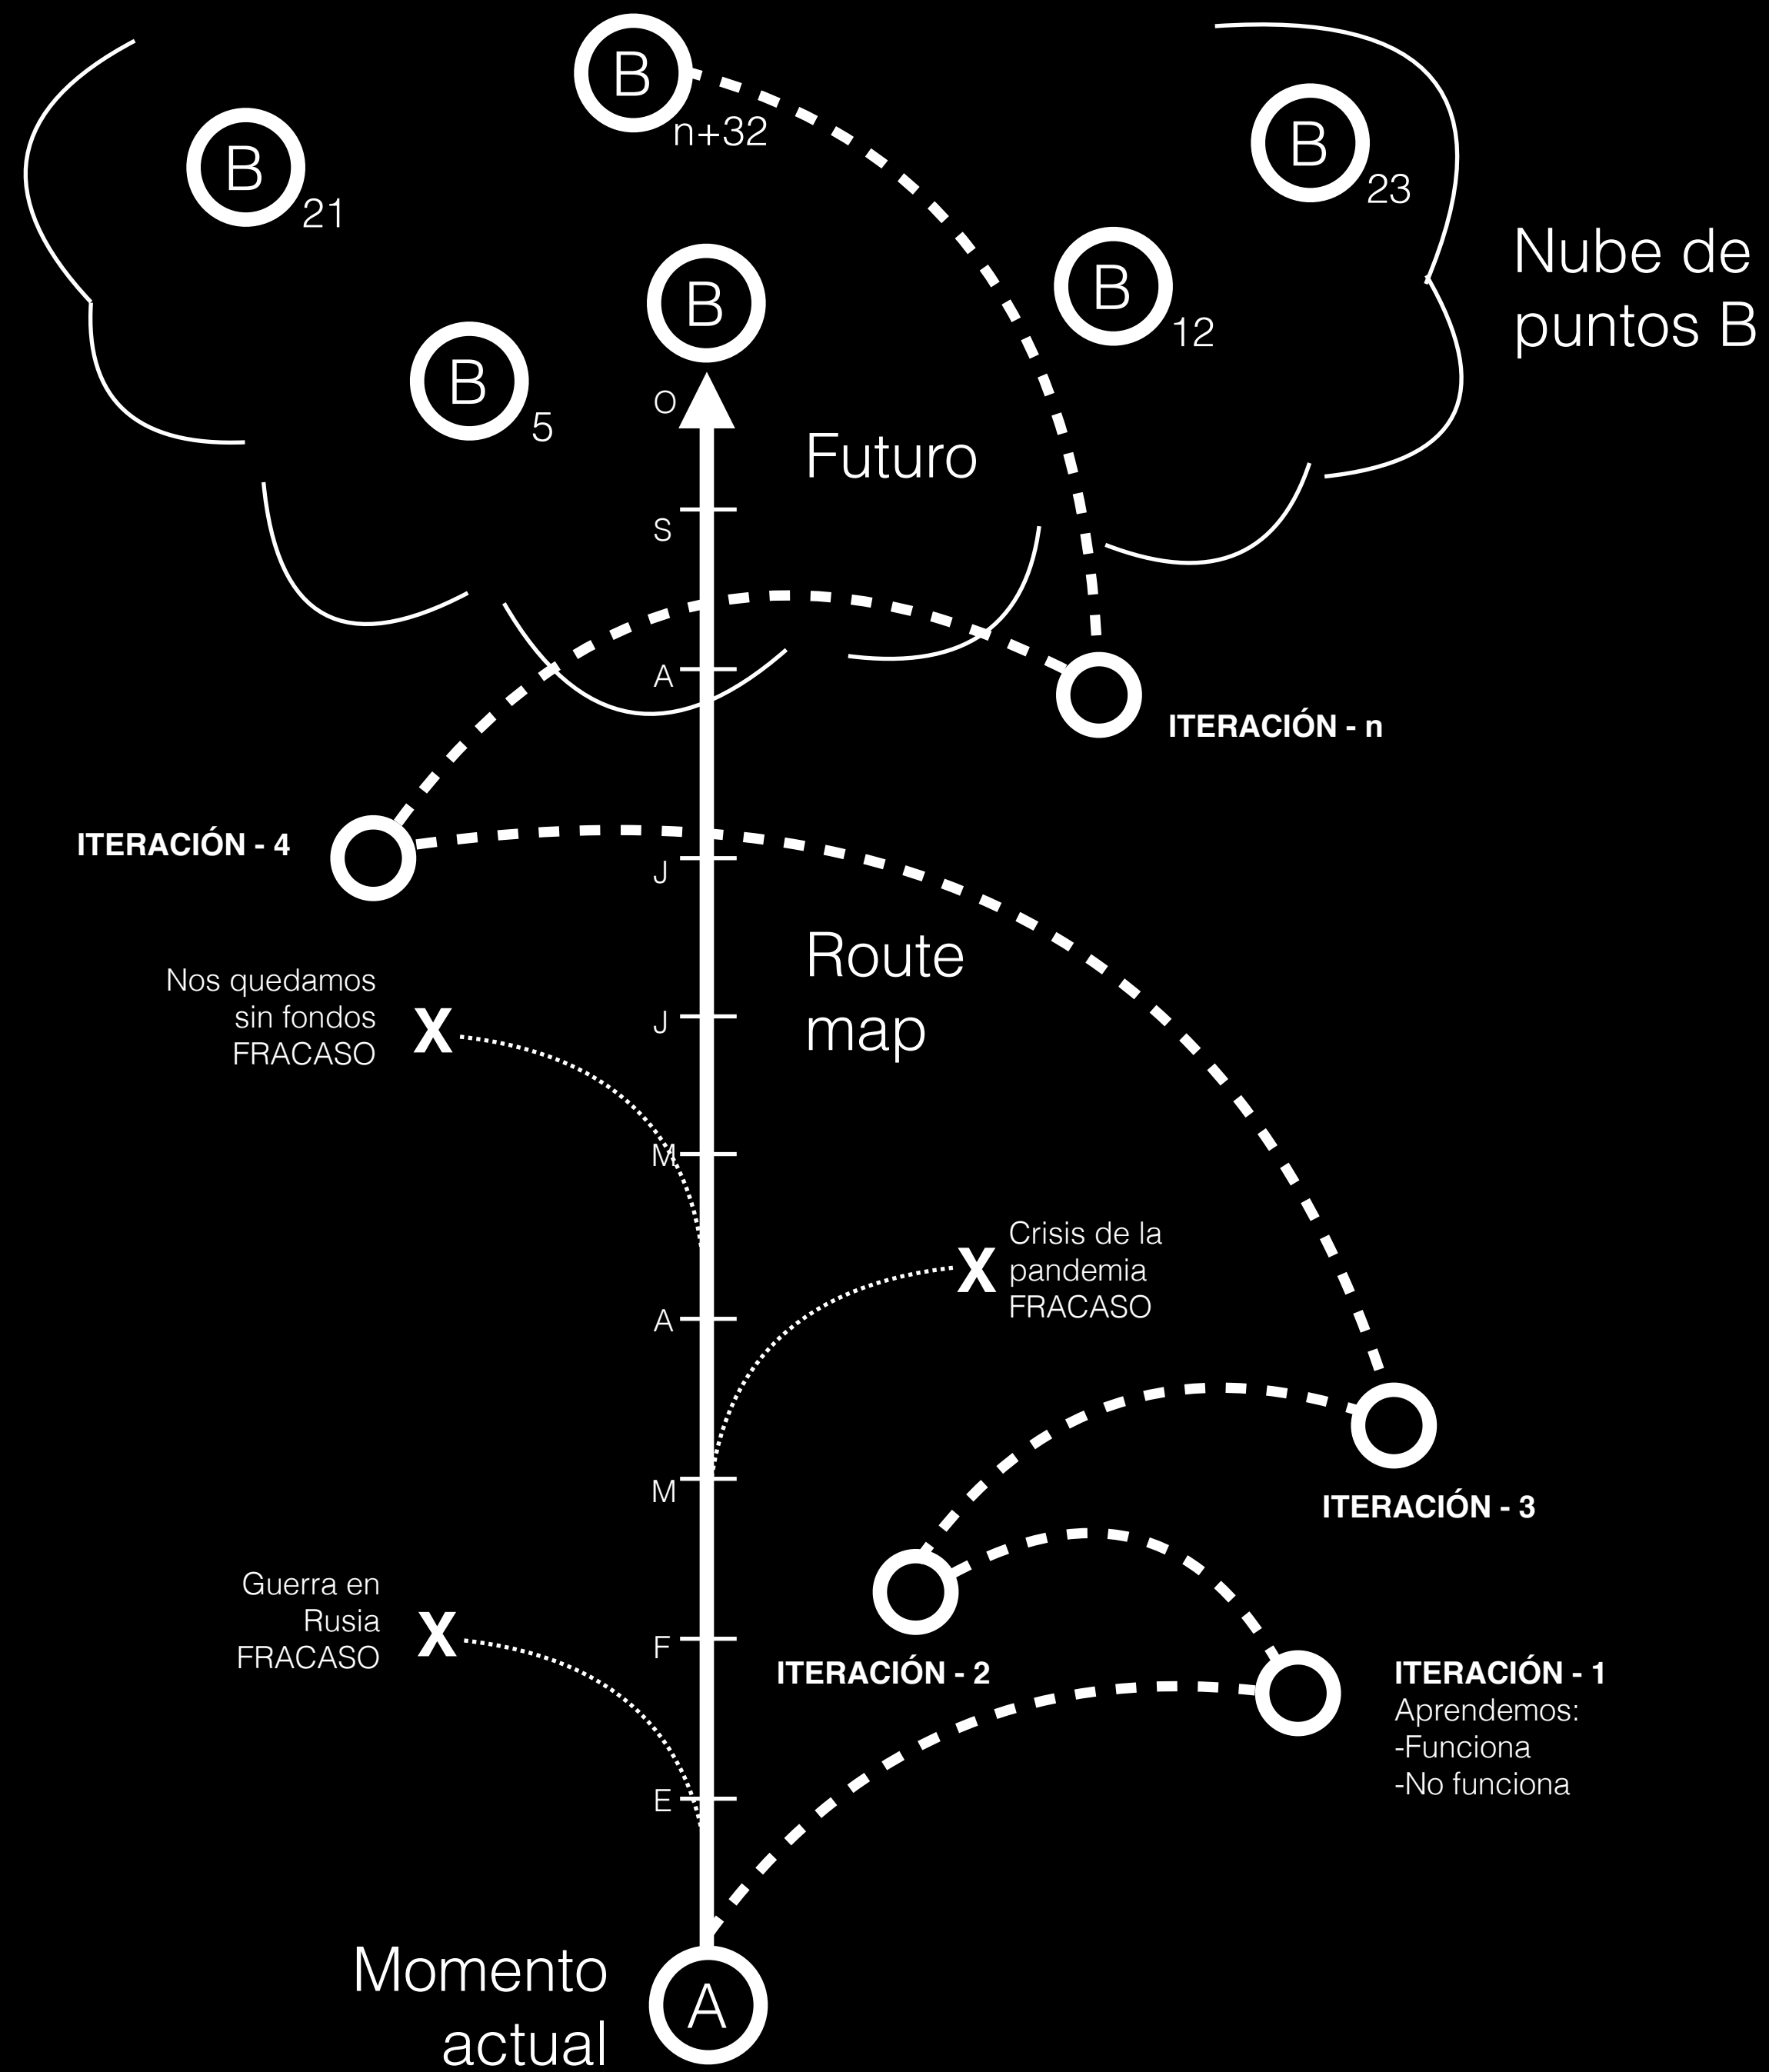 B
n+32
B
23
B
21
Nube de
puntos B
B
B
12
B
5
O
Futuro
S
A
ITERACIÓN - n
ITERACIÓN - 4
J
Route
map
Nos quedamos
sin fondos
FRACASO
X
J
M
Crisis de la
pandemia
FRACASO
X
A
M
ITERACIÓN - 3
Guerra en
Rusia
FRACASO
X
F
ITERACIÓN - 2
ITERACIÓN - 1
Aprendemos:
-Funciona
-No funciona
E
Momento
actual
A